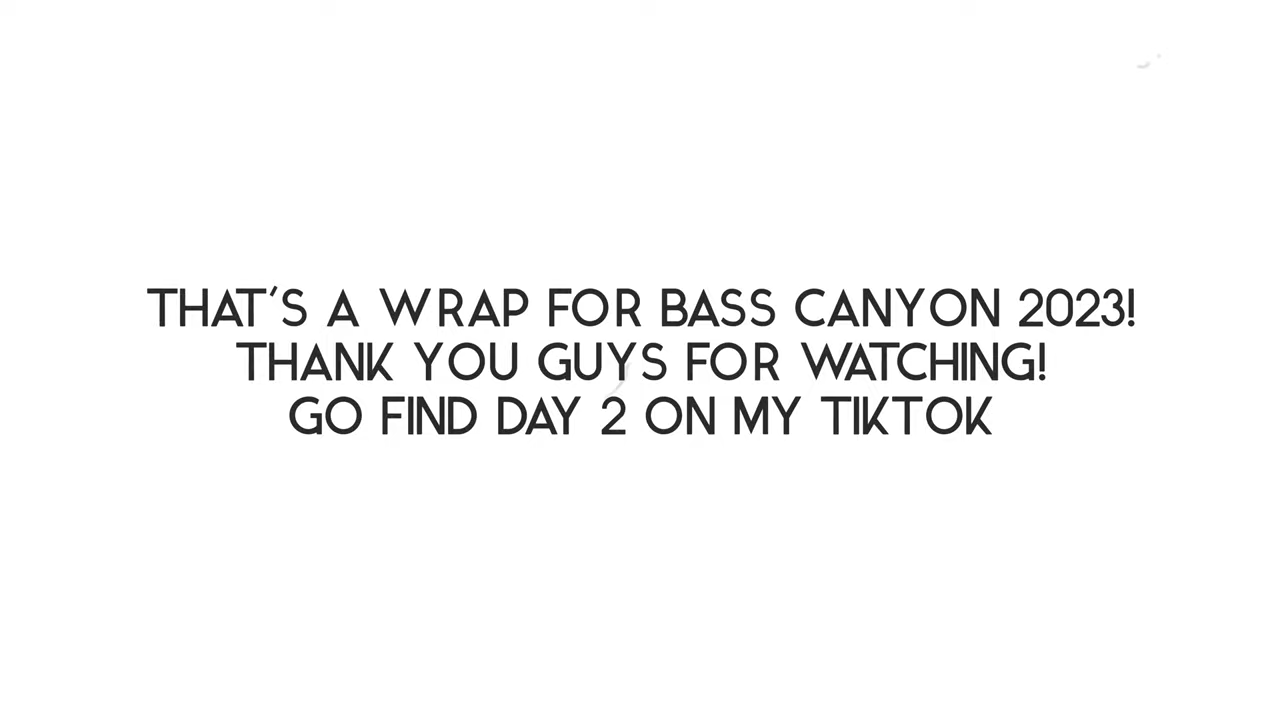 THAT'S A WRAP FOR BASS CANYON 2023!
THANK YOU GUYS FOR WATCHING!
GO FIND DAY 2 ON MY TIKTOK